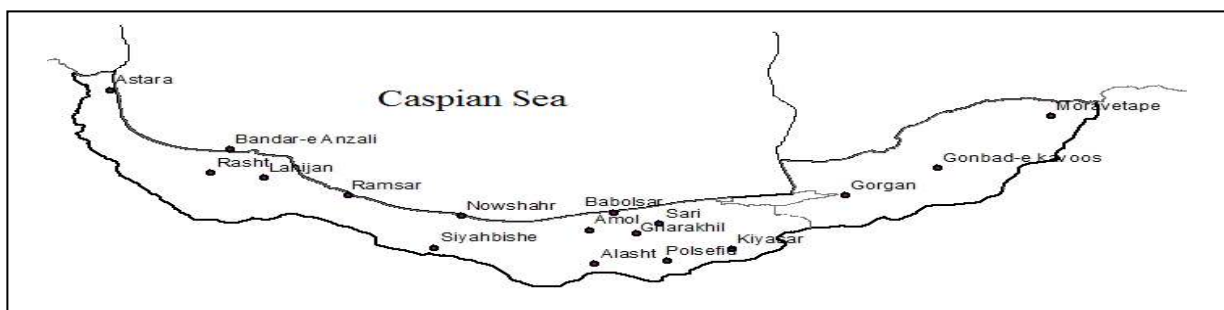 Astara
Caspian Sea
Moravetape
Bandar-e Anzali
Rasht
Lahijan
Gonbad-e kavoos
Ramsar
Gorgan
Nowshahr
Babolsar
Sari
Amol
Gharakhil
Siyahbishe
Kiyasar
Alasht
Polsefid